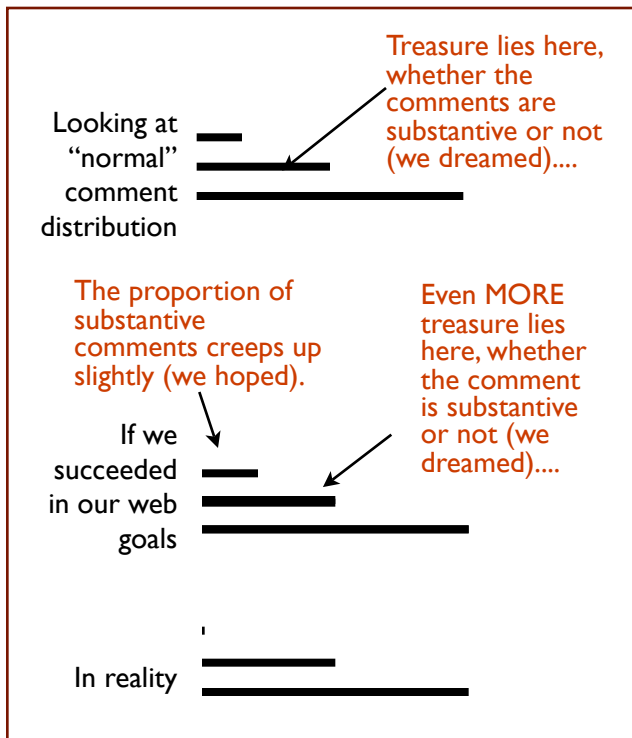 Treasure lies here,
whether the
comments are
substantive or not
(we dreamed)....
Looking at
“normal”
comment
distribution
The proportion of
substantive
comments creeps up
slightly (we hoped).
Even MORE
treasure lies
here, whether
the comment
is substantive
or not (we
dreamed)....
If we
succeeded
in our web
goals
In reality